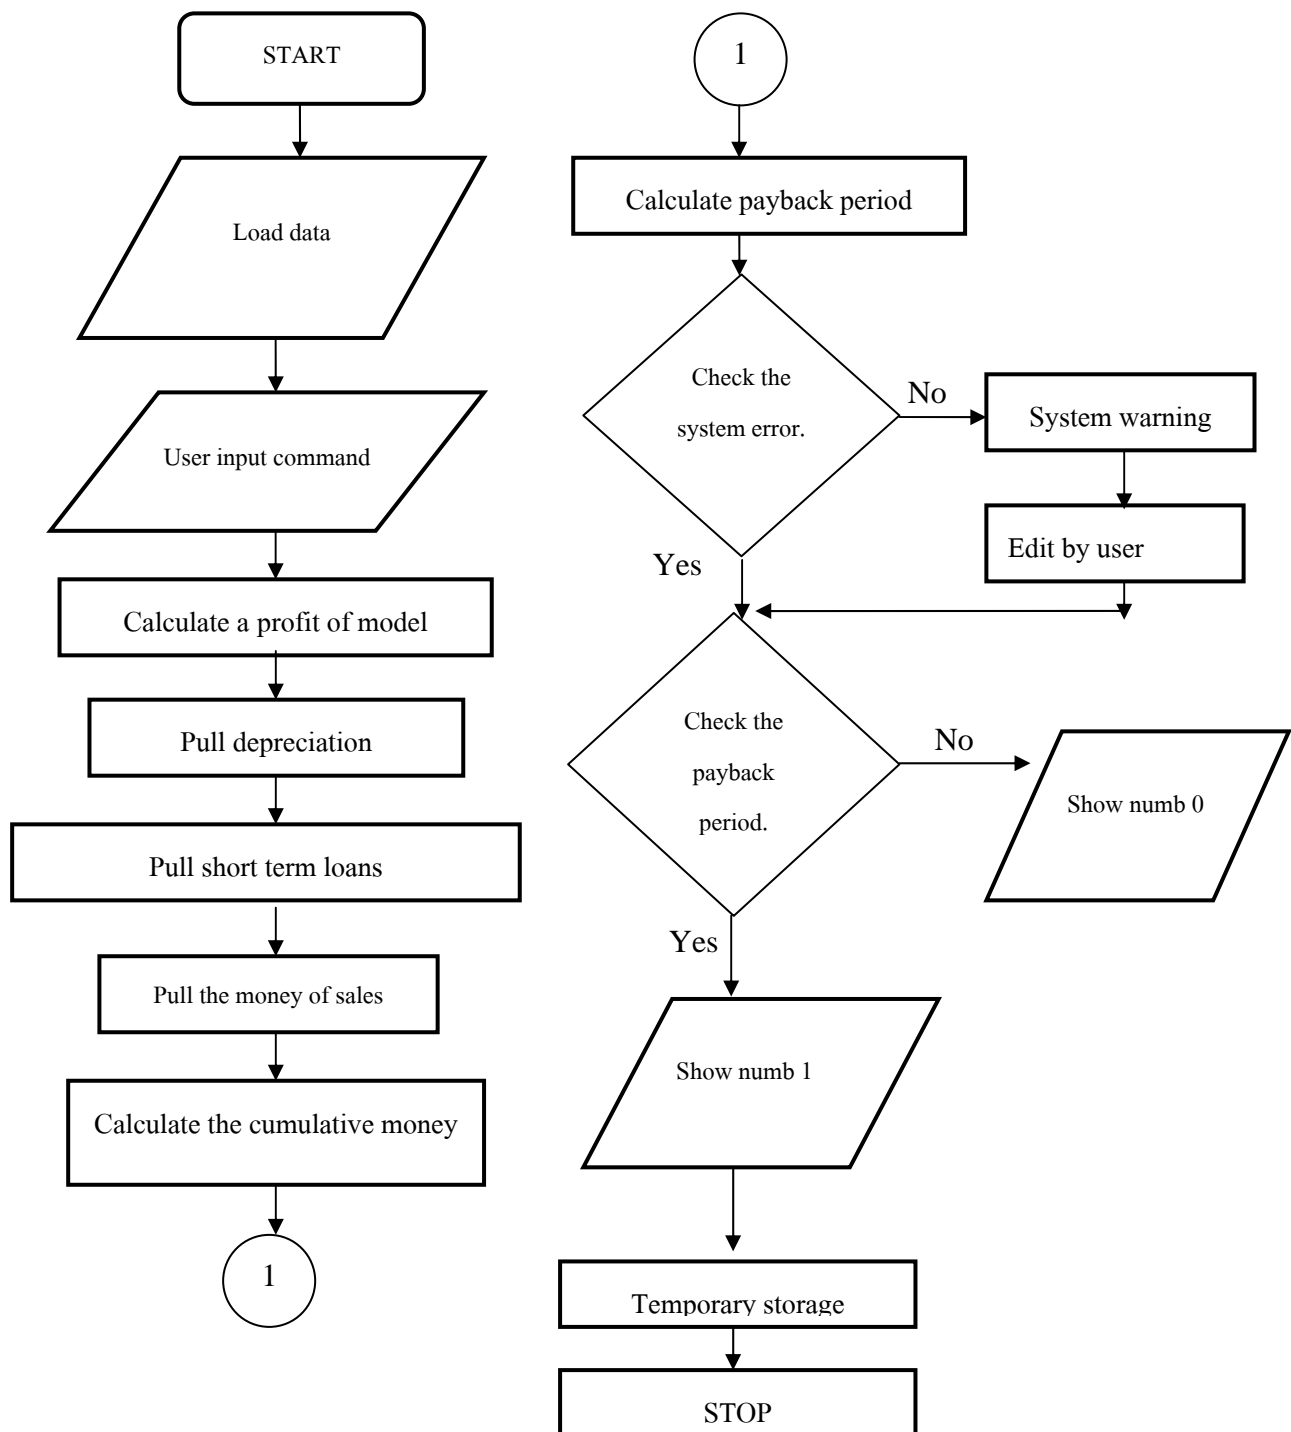 START
Load data
User input command
Calculate a profit of model
Pull depreciation
Pull short term loans
Pull the money of sales
Calculate the cumulative money
1
1
Calculate payback period
Check the
system error.
No
System warning
Edit by user
Yes
Check the
payback
period.
No
Show numb 0
Yes
Show numb 1
Temporary storage
STOP